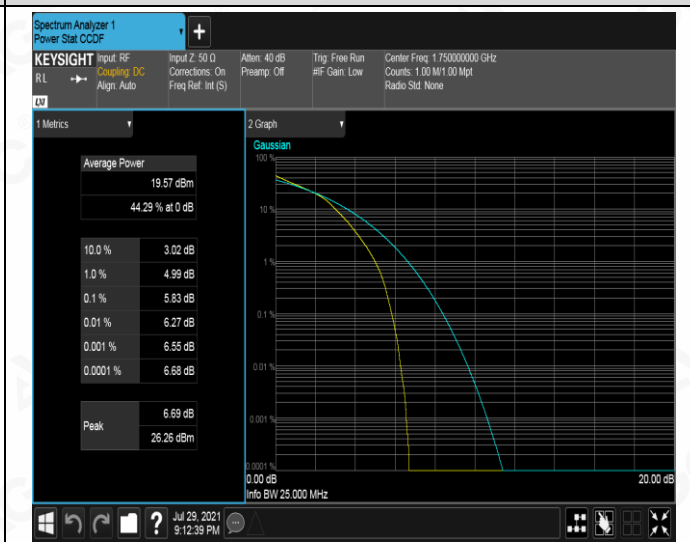 Spectrum Analyzer 1
Power Stat CCDF
+
KEYSIGHT Input: RF
RL Coupling: DC
Align: Auto
LXI
Input Z: 50 Ω
Corrections: On
Freq Ref: Int (S)
Atten: 40 dB
Preamp: Off
Trig: Free Run
#IF Gain: Low
Center Freq: 1.750000000 GHz
Counts: 1.00 M/1.00 Mpt
Radio Std: None
1 Metrics
Average Power
19.57 dBm
44.29 % at 0 dB
10.0 % 3.02 dB
1.0 % 4.99 dB
0.1 % 5.83 dB
0.01 % 6.27 dB
0.001 % 6.55 dB
0.0001 % 6.68 dB
Peak 6.69 dB
26.26 dBm
2 Graph
Gaussian
100 %
10 %
1 %
0.1 %
0.01 %
0.001 %
0.0001 %
0.00 dB 20.00 dB
Info BW 25.000 MHz
? Jul 29, 2021
9:12:39 PM